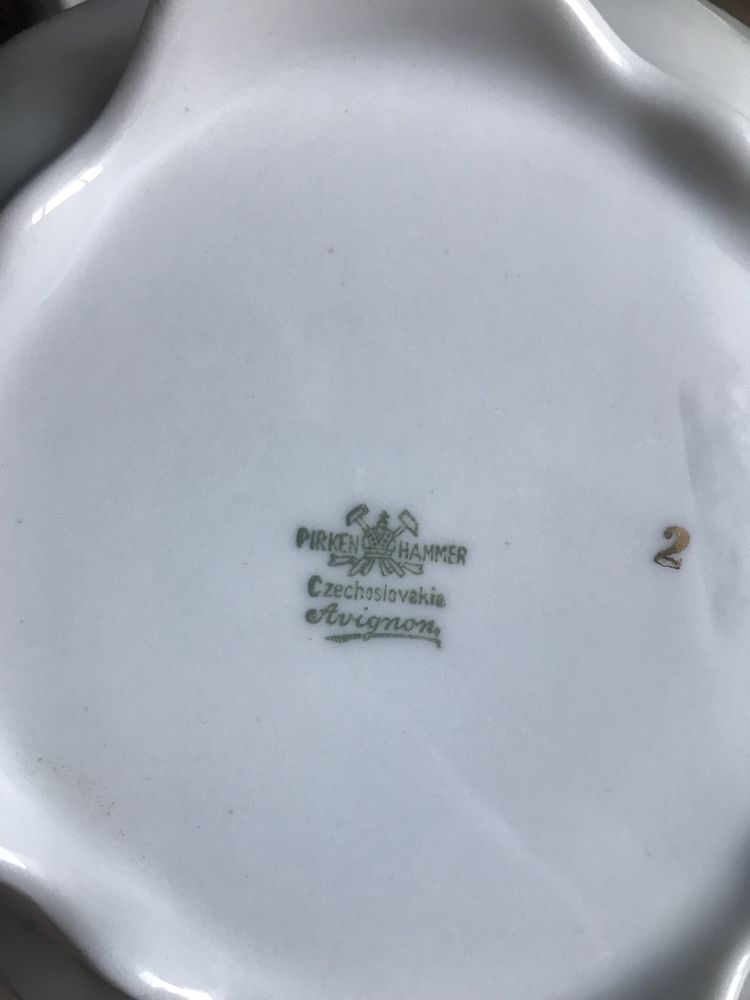 PIRKEN HAMMER
Czechoslovakia
Avignon.
2